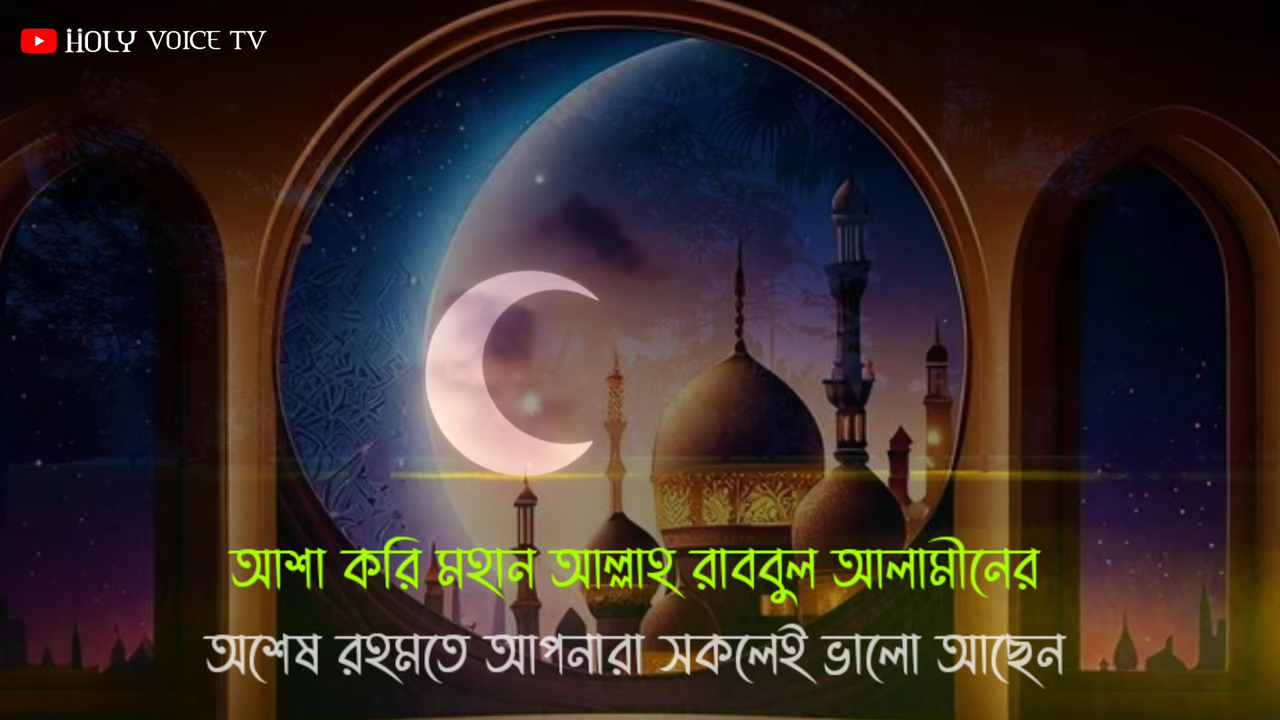 HOLY VOICE TV
আশা করি মহান আল্লাহ রাববুল আলামীনের
অশেষ রহমতে আপনারা সকলেই ভালো আছেন